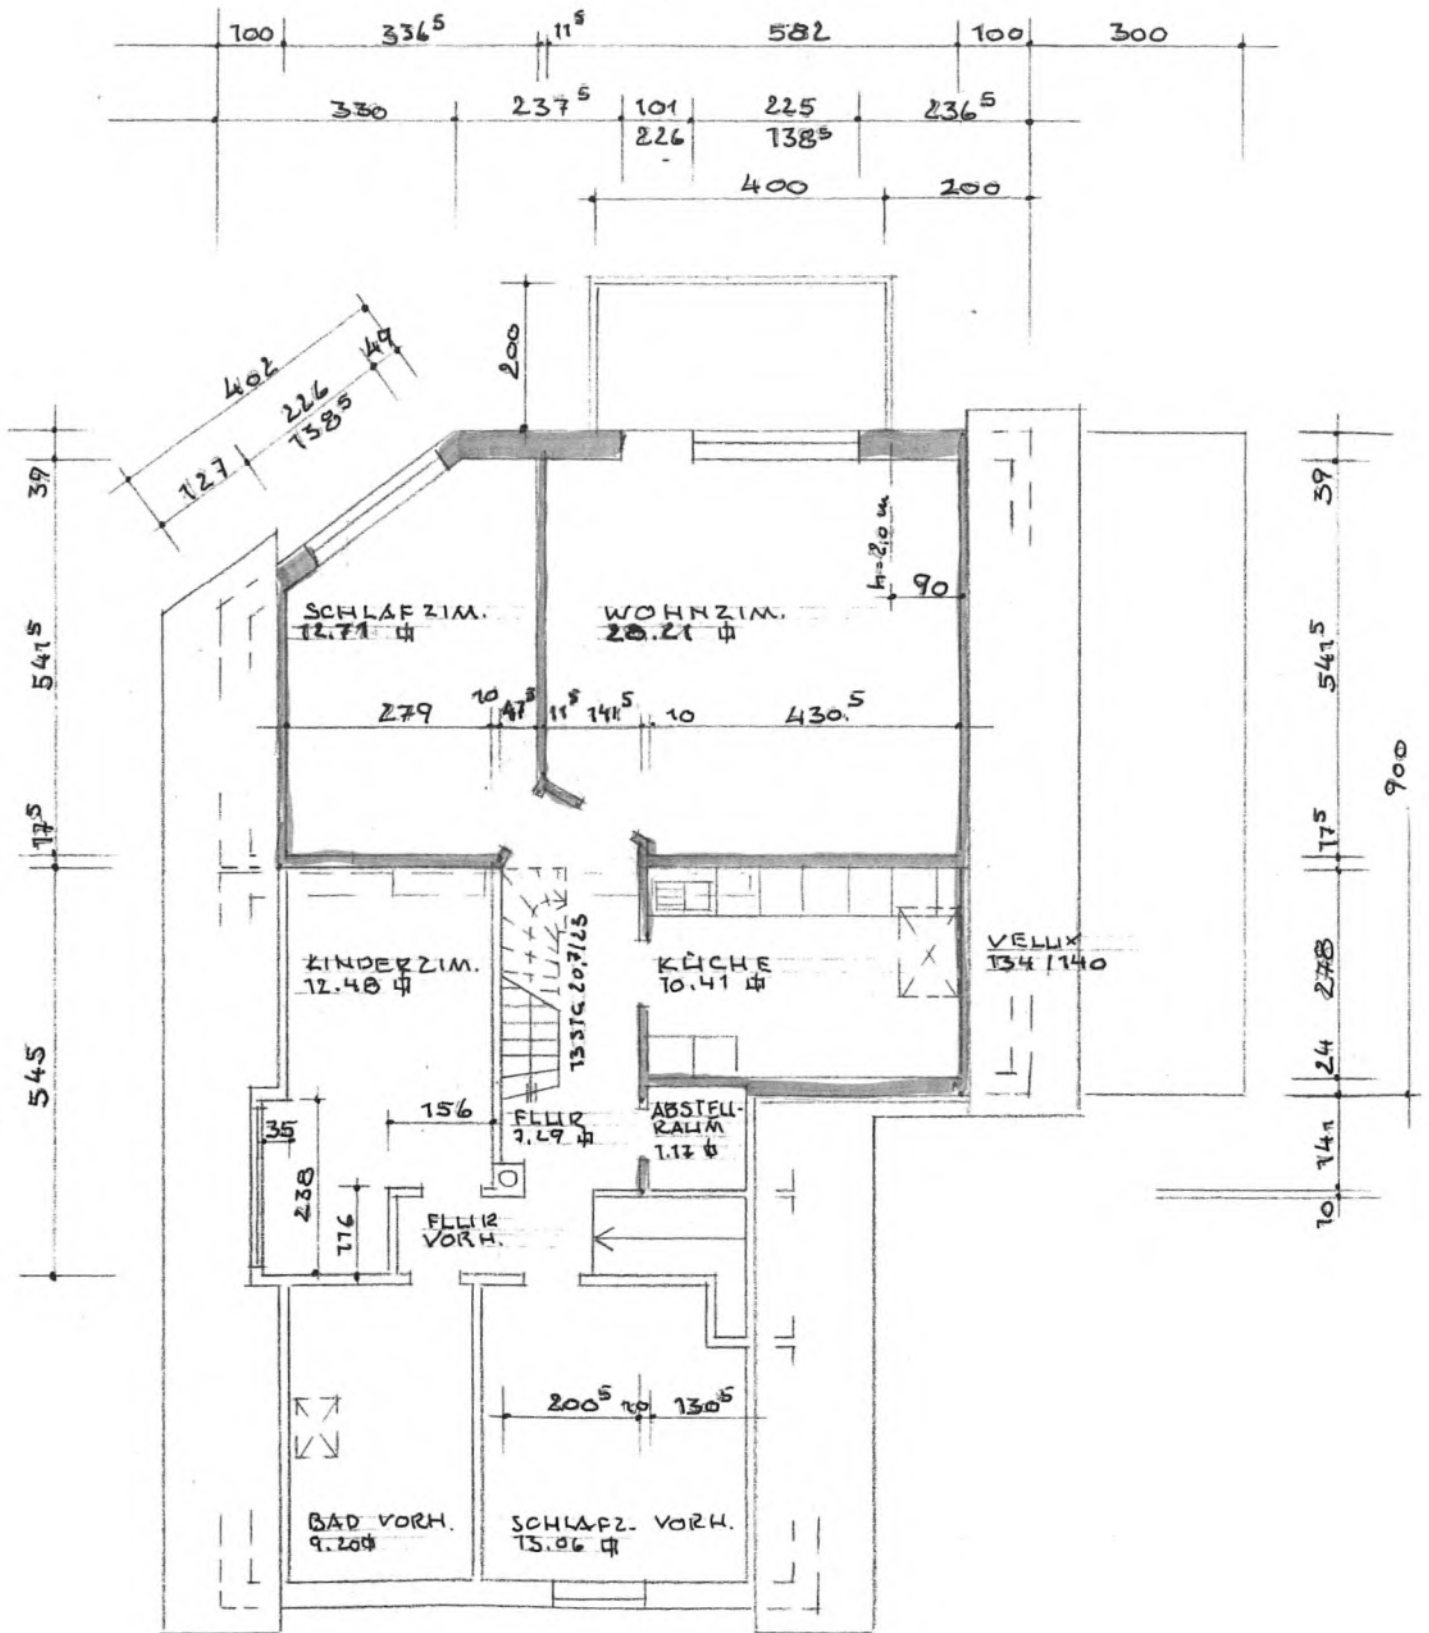 100 336⁵ 11⁵ 582 100 300
330 237⁵ 101 225 236⁵
226 138⁵
400 200
200
402
49
226
138⁵
127
39
541⁵
17⁵
545
h=2,0 m
90
SCHLAFZIM.
12.71 ⌀
WOHNZIM.
28.21 ⌀
279 10 47⁵ 11⁵ 141⁵ 10 430.⁵
39
541⁵
17⁵
900
278
24
141
10
KINDERZIM.
12.48 ⌀
13 STG. 20,7/23
KÜCHE
10.41 ⌀
VELUX
134/140
156
35
238
116
FLUR
7.29 ⌀
ABSTELL-
RAUM
1.17 ⌀
FLUR
VORH.
200⁵ 10 130⁵
BAD VORH.
9.20 ⌀
SCHLAFZ. VORH.
13.06 ⌀